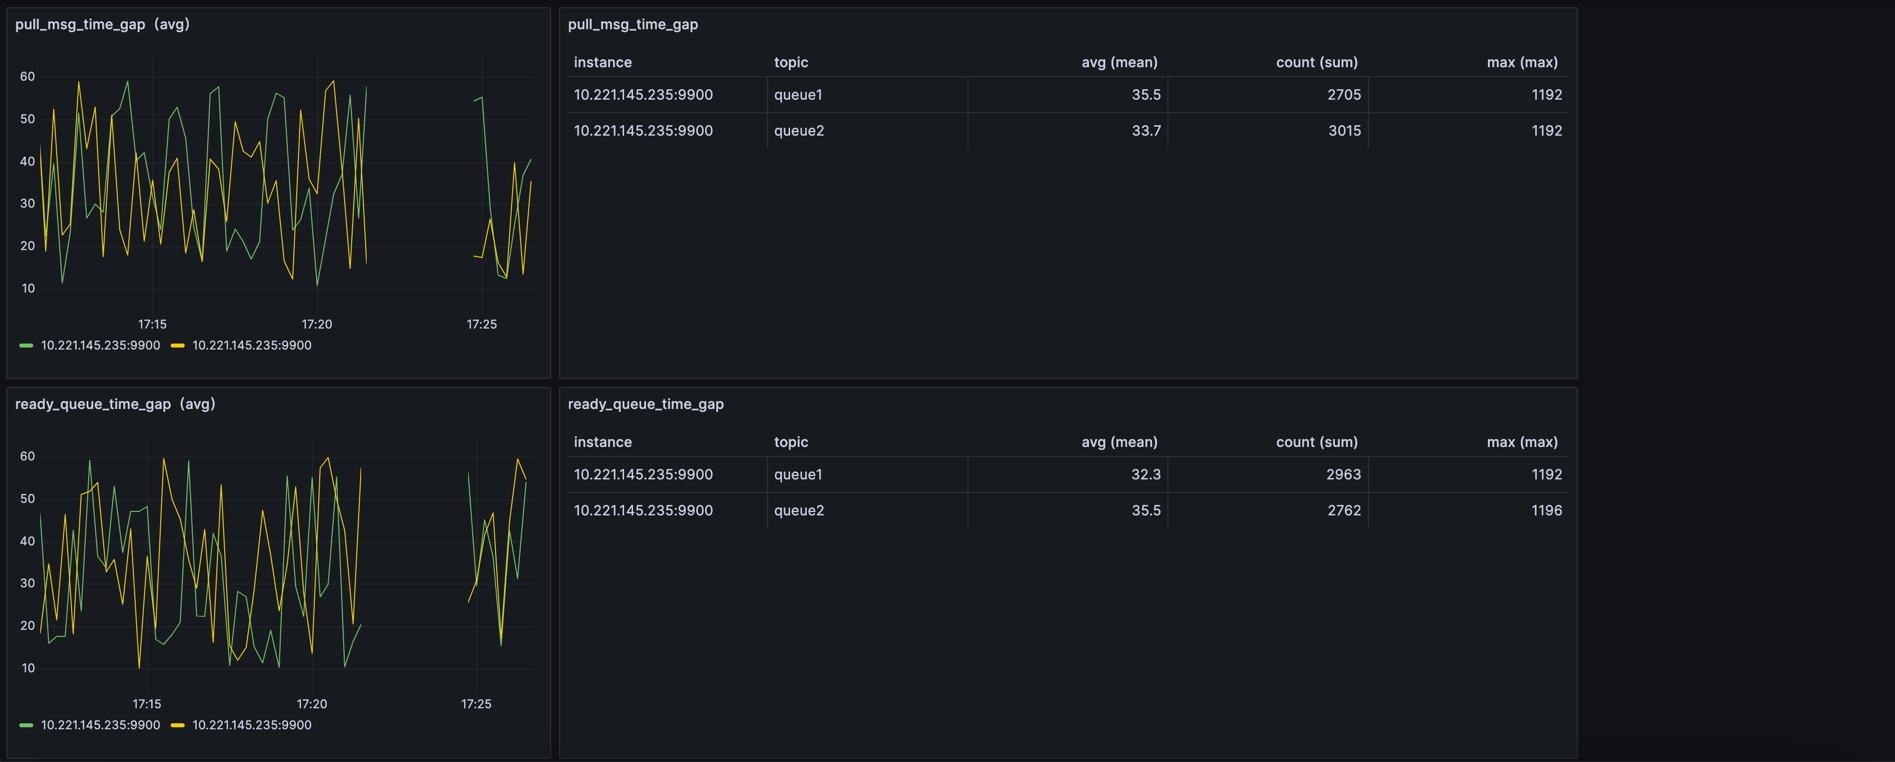 pull_msg_time_gap（avg）
60
50
40
30
20
10
17:15 17:20 17:25
10.221.145.235:9900 10.221.145.235:9900
pull_msg_time_gap
instance topic avg (mean) count (sum) max (max)
10.221.145.235:9900 queue1 35.5 2705 1192
10.221.145.235:9900 queue2 33.7 3015 1192
ready_queue_time_gap（avg）
60
50
40
30
20
10
17:15 17:20 17:25
10.221.145.235:9900 10.221.145.235:9900
ready_queue_time_gap
instance topic avg (mean) count (sum) max (max)
10.221.145.235:9900 queue1 32.3 2963 1192
10.221.145.235:9900 queue2 35.5 2762 1196